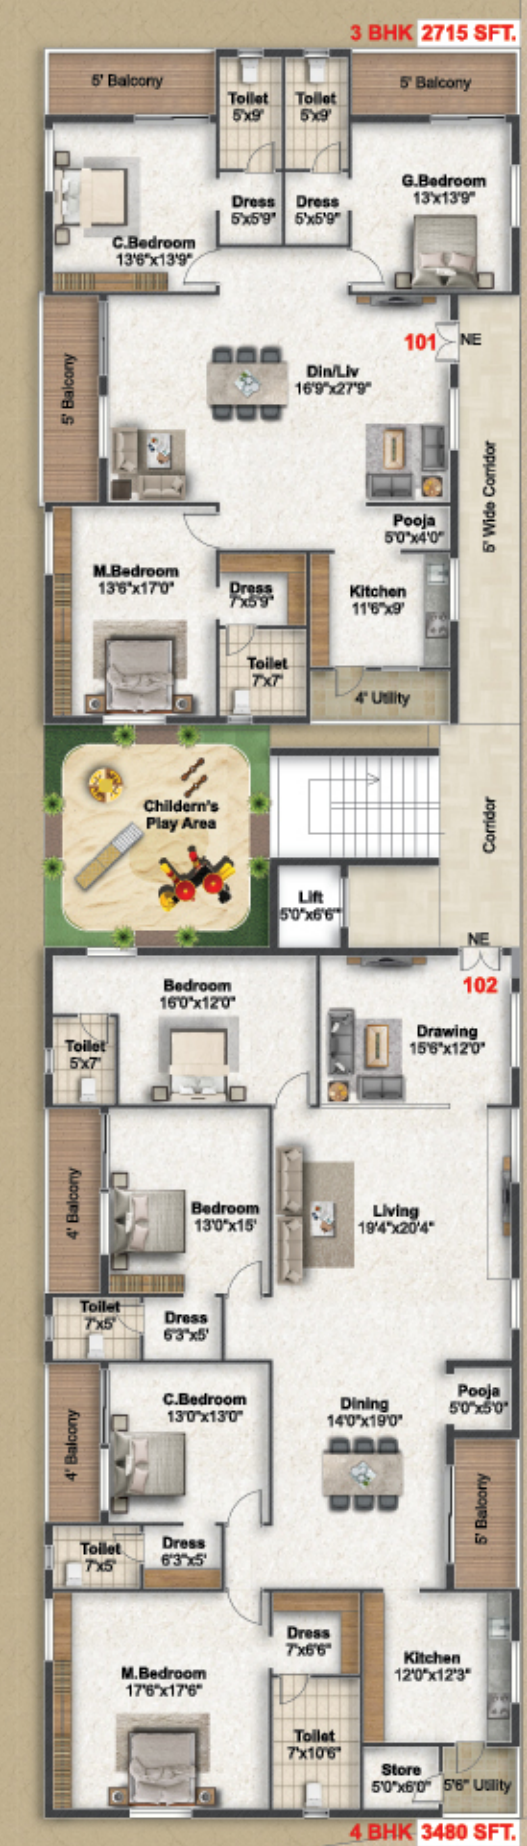 3 BHK 2715 SFT.
5' Balcony
Toilet
5'x9'
Toilet
5'x9'
5' Balcony
C.Bedroom
13'6"x13'9"
Dress
5'x5'9"
Dress
5'x5'9"
G.Bedroom
13'x13'9"
5' Balcony
Din/Liv
16'9"x27'9"
101
NE
5' Wide Corridor
Pooja
5'0"x4'0"
M.Bedroom
13'6"x17'0"
Dress
7'x5'9"
Kitchen
11'6"x9'
Toilet
7'x7'
4' Utility
Childern's
Play Area
Corridor
Lift
5'0"x6'6"
NE
102
Bedroom
16'0"x12'0"
Toilet
5'x7'
Drawing
15'6"x12'0"
4' Balcony
Bedroom
13'0"x15'
Living
19'4"x20'4"
Toilet
7'x5'
Dress
6'3"x5'
C.Bedroom
13'0"x13'0"
4' Balcony
Dining
14'0"x19'0"
Pooja
5'0"x5'0"
5' Balcony
Toilet
7'x5'
Dress
6'3"x5'
M.Bedroom
17'6"x17'6"
Dress
7'x6'6"
Kitchen
12'0"x12'3"
Toilet
7'x10'6"
Store
5'0"x6'0"
5'6" Utility
4 BHK 3480 SFT.